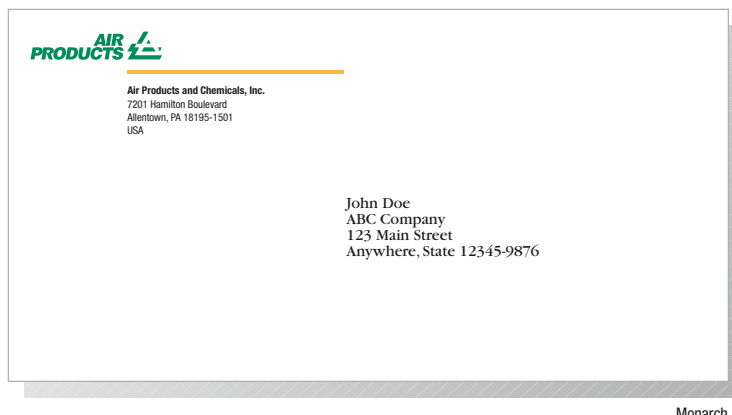 AIR
PRODUCTS
Air Products and Chemicals, Inc.
7201 Hamilton Boulevard
Allentown, PA 18195-1501
USA
John Doe
ABC Company
123 Main Street
Anywhere, State 12345-9876
Monarch